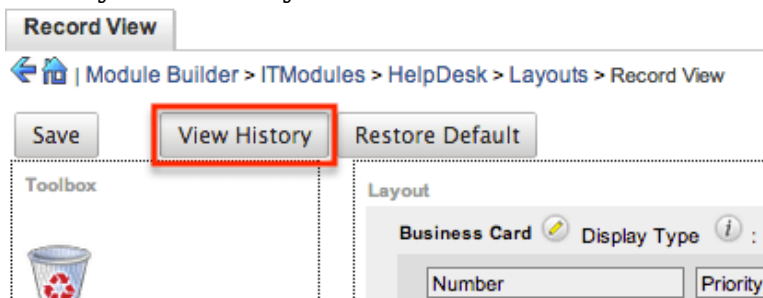 Record View
| Module Builder > ITModules > HelpDesk > Layouts > Record View
Save View History Restore Default
Toolbox
Layout
Business Card Display Type i :
Number Priority